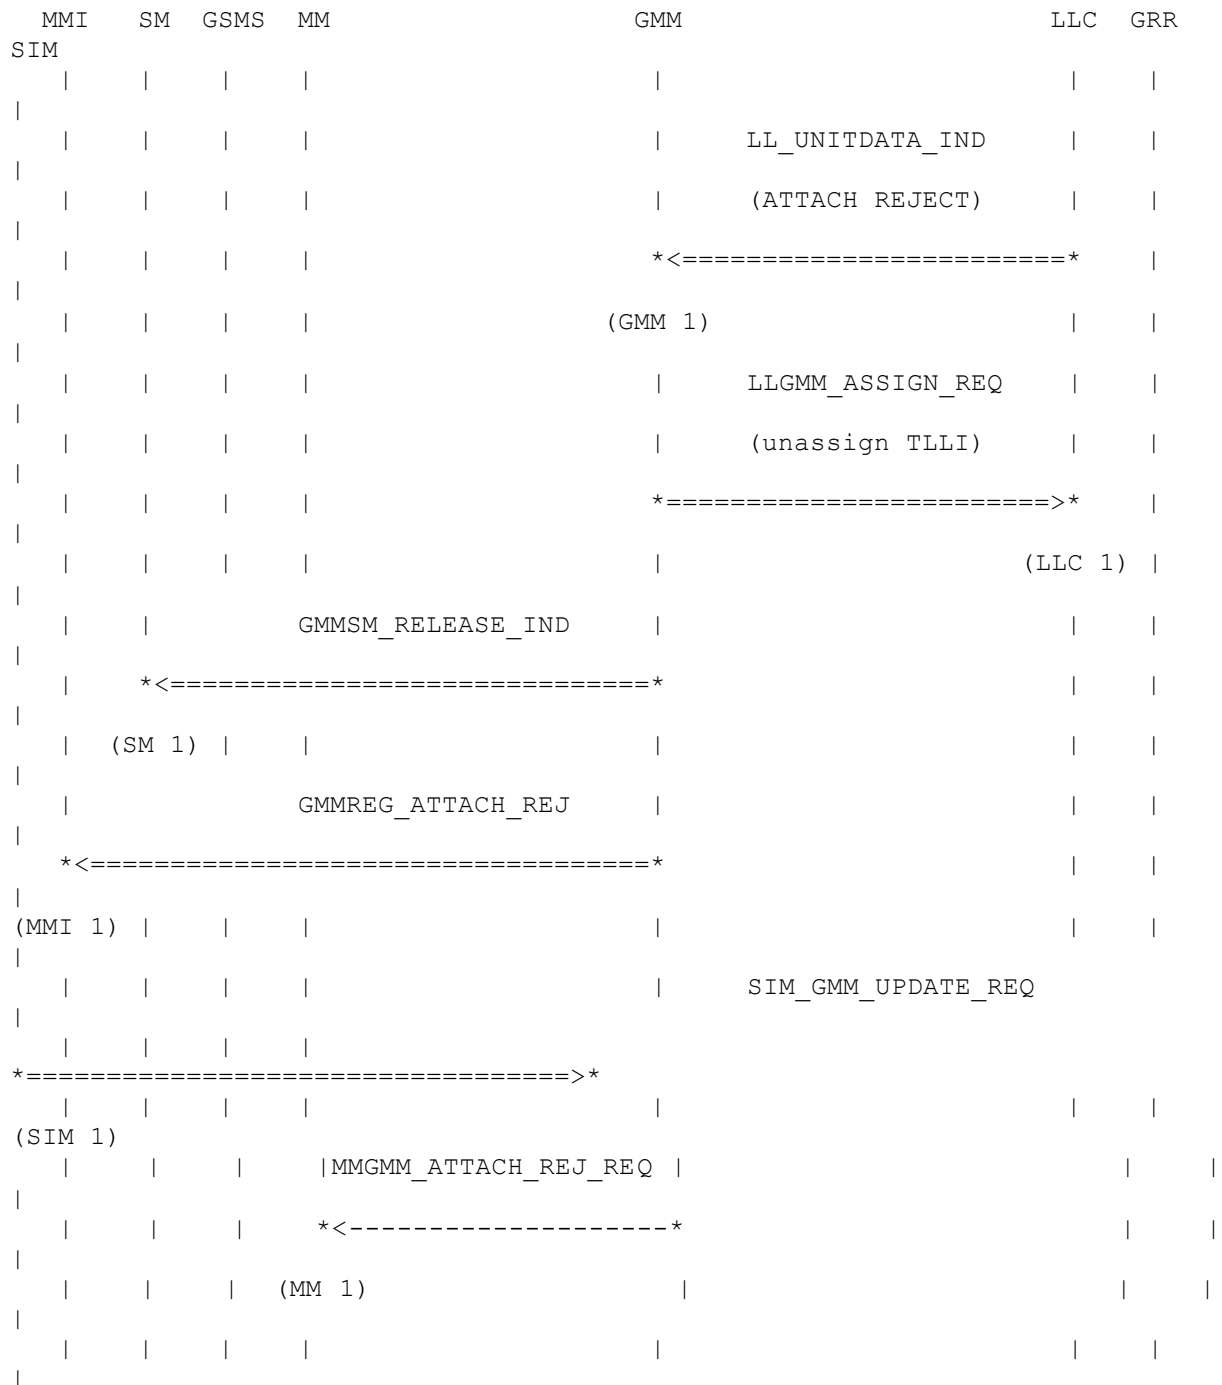 MMI    SM  GSMS  MM                   GMM                       LLC  GRR
SIM
   |     |    |    |                     |                         |    |
|
   |     |    |    |                     |     LL_UNITDATA_IND     |    |
|
   |     |    |    |                     |     (ATTACH REJECT)     |    |
|
   |     |    |    |                     *<========================*    |
|
   |     |    |    |                  (GMM 1)                      |    |
|
   |     |    |    |                     |     LLGMM_ASSIGN_REQ    |    |
|
   |     |    |    |                     |     (unassign TLLI)     |    |
|
   |     |    |    |                     *========================>*    |
|
   |     |    |    |                     |                      (LLC 1) |
|
   |    |         GMMSM_RELEASE_IND     |                          |    |
|
   |    *<==============================*                          |    |
|
   |  (SM 1) |    |                     |                          |    |
|
   |              GMMREG_ATTACH_REJ     |                          |    |
|
   *<===================================*                          |    |
|
(MMI 1) |    |    |                     |                          |    |
|
   |    |    |    |                     |     SIM_GMM_UPDATE_REQ
|
   |    |    |    |
*==================================>*
   |    |    |    |                     |                          |    |
(SIM 1)
   |    |    |    |MMGMM_ATTACH_REJ_REQ |                           |    |
|
   |    |    |    *<--------------------*                           |    |
|
   |    |    |  (MM 1)                   |                          |    |
|
   |    |    |    |                     |                          |    |
|